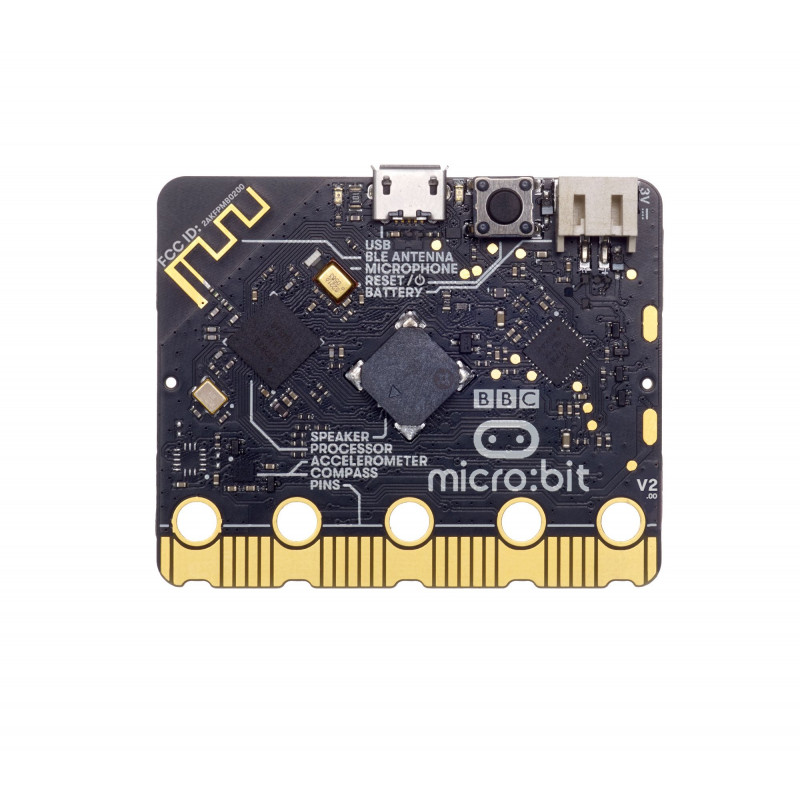 FCC ID: 2AKFPMB0200
3V
USB
BLE ANTENNA
MICROPHONE
RESET/
BATTERY
BBC
SPEAKER
PROCESSOR
ACCELEROMETER
COMPASS
PINS
micro:bit
V2
.00